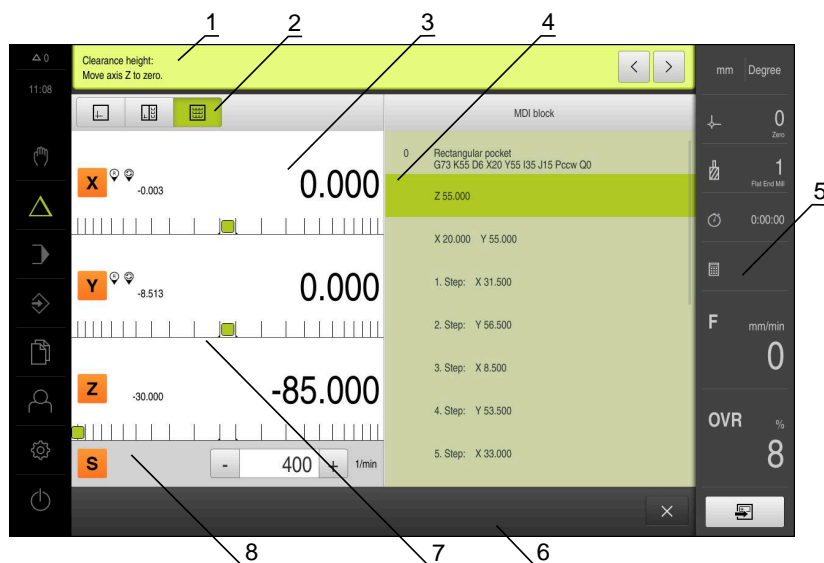 1
2
3
4
5
6
7
8
0
11:08
Clearance height:
Move axis Z to zero.
mm Degree
MDI block
0
Zero
1
Flat End Mill
0:00:00
F mm/min
0
OVR %
8
X R -0.003 0.000
Y R -8.513 0.000
Z -30.000 -85.000
S - 400 + 1/min
0 Rectangular pocket
G73 K55 D6 X20 Y55 I35 J15 Pccw Q0
Z 55.000
X 20.000 Y 55.000
1. Step: X 31.500
2. Step: Y 56.500
3. Step: X 8.500
4. Step: Y 53.500
5. Step: X 33.000